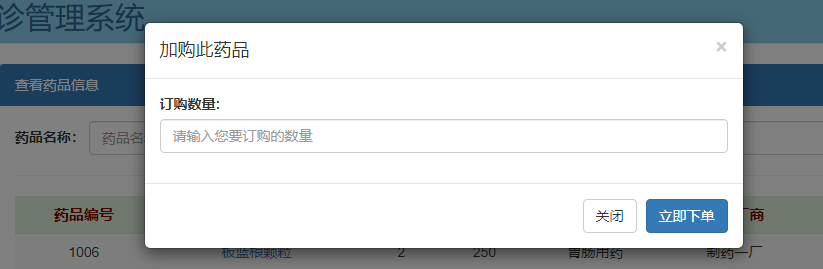 诊管理系统
加购此药品
×
查看药品信息
订购数量:
药品名称: 药品名
请输入您要订购的数量
关闭 立即下单
药品编号 商
1006 板蓝根颗粒 2 250 胃肠用药 制药一厂